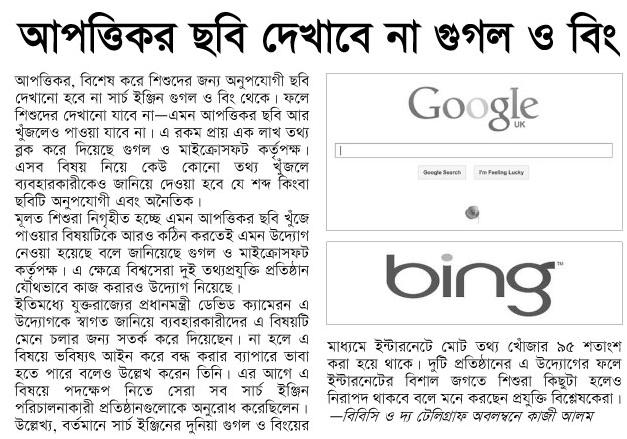 আপত্তিকর ছবি দেখাবে না গুগল ও বিং
আপত্তিকর, বিশেষ করে শিশুদের জন্য অনুপযোগী ছবি
দেখানো হবে না সার্চ ইঞ্জিন গুগল ও বিং থেকে। ফলে
শিশুদের দেখানো যাবে না—এমন আপত্তিকর ছবি আর
খুঁজলেও পাওয়া যাবে না। এ রকম প্রায় এক লাখ তথ্য
ব্লক করে দিয়েছে গুগল ও মাইক্রোসফট কর্তৃপক্ষ।
এসব বিষয় নিয়ে কেউ কোনো তথ্য খুঁজলে
ব্যবহারকারীকেও জানিয়ে দেওয়া হবে যে শব্দ কিংবা
ছবিটি অনুপযোগী এবং অনৈতিক।
মূলত শিশুরা নিগৃহীত হচ্ছে এমন আপত্তিকর ছবি খুঁজে
পাওয়ার বিষয়টিকে আরও কঠিন করতেই এমন উদ্যোগ
নেওয়া হয়েছে বলে জানিয়েছে গুগল ও মাইক্রোসফট
কর্তৃপক্ষ। এ ক্ষেত্রে বিশ্বসেরা দুই তথ্যপ্রযুক্তি প্রতিষ্ঠান
যৌথভাবে কাজ করারও উদ্যোগ নিয়েছে।
ইতিমধ্যে যুক্তরাজ্যের প্রধানমন্ত্রী ডেভিড ক্যামেরন এ
উদ্যোগকে স্বাগত জানিয়ে ব্যবহারকারীদের এ বিষয়টি
মেনে চলার জন্য সতর্ক করে দিয়েছেন। না হলে এ
বিষয়ে ভবিষ্যৎ আইন করে বন্ধ করার ব্যাপারে ভাবা
হতে পারে বলেও উল্লেখ করেন তিনি। এর আগে এ
বিষয়ে পদক্ষেপ নিতে সেরা সব সার্চ ইঞ্জিন
পরিচালনাকারী প্রতিষ্ঠানগুলোকে অনুরোধ করেছিলেন।
উল্লেখ্য, বর্তমানে সার্চ ইঞ্জিনের দুনিয়া গুগল ও বিংয়ের
Google
UK
Google Search I'm Feeling Lucky
bing™
মাধ্যমে ইন্টারনেটে মোট তথ্য খোঁজার ৯৫ শতাংশ
করা হয়ে থাকে। দুটি প্রতিষ্ঠানের এ উদ্যোগের ফলে
ইন্টারনেটের বিশাল জগতে শিশুরা কিছুটা হলেও
নিরাপদ থাকবে বলে মনে করছেন প্রযুক্তি বিশ্লেষকেরা।
—বিবিসি ও দ্য টেলিগ্রাফ অবলম্বনে কাজী আলম